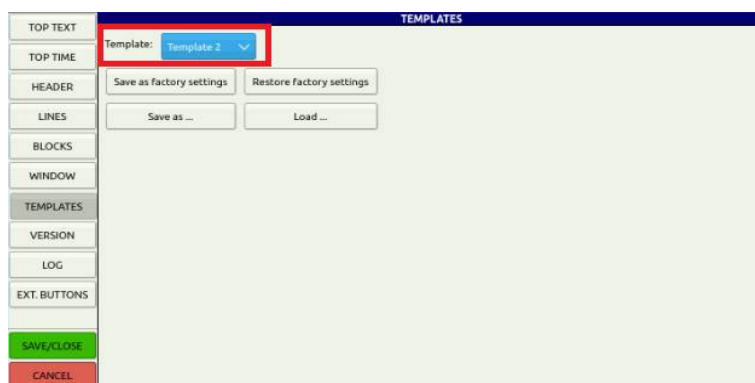 TEMPLATES
TOP TEXT
TOP TIME
HEADER
LINES
BLOCKS
WINDOW
TEMPLATES
VERSION
LOG
EXT. BUTTONS
SAVE/CLOSE
CANCEL
Template: Template 2
Save as factory settings Restore factory settings
Save as ... Load ...